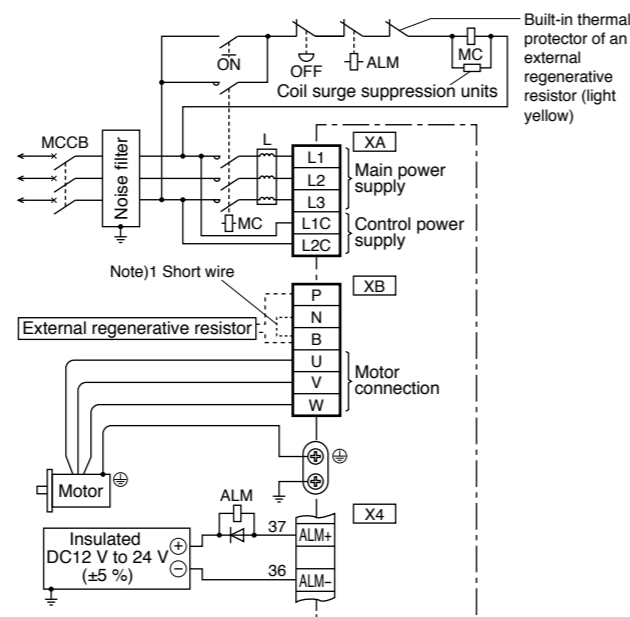 Built-in thermal
protector of an
external
regenerative
resistor (light
yellow)
ON
OFF
ALM
MC
Coil surge suppression units
MCCB
Noise filter
L
XA
L1
L2
L3
Main power
supply
MC
L1C
L2C
Control power
supply
Note)1 Short wire
XB
External regenerative resistor
P
N
B
U
V
W
Motor
connection
Motor
ALM
X4
Insulated
DC12 V to 24 V
(±5 %)
+
−
37
ALM+
36
ALM−